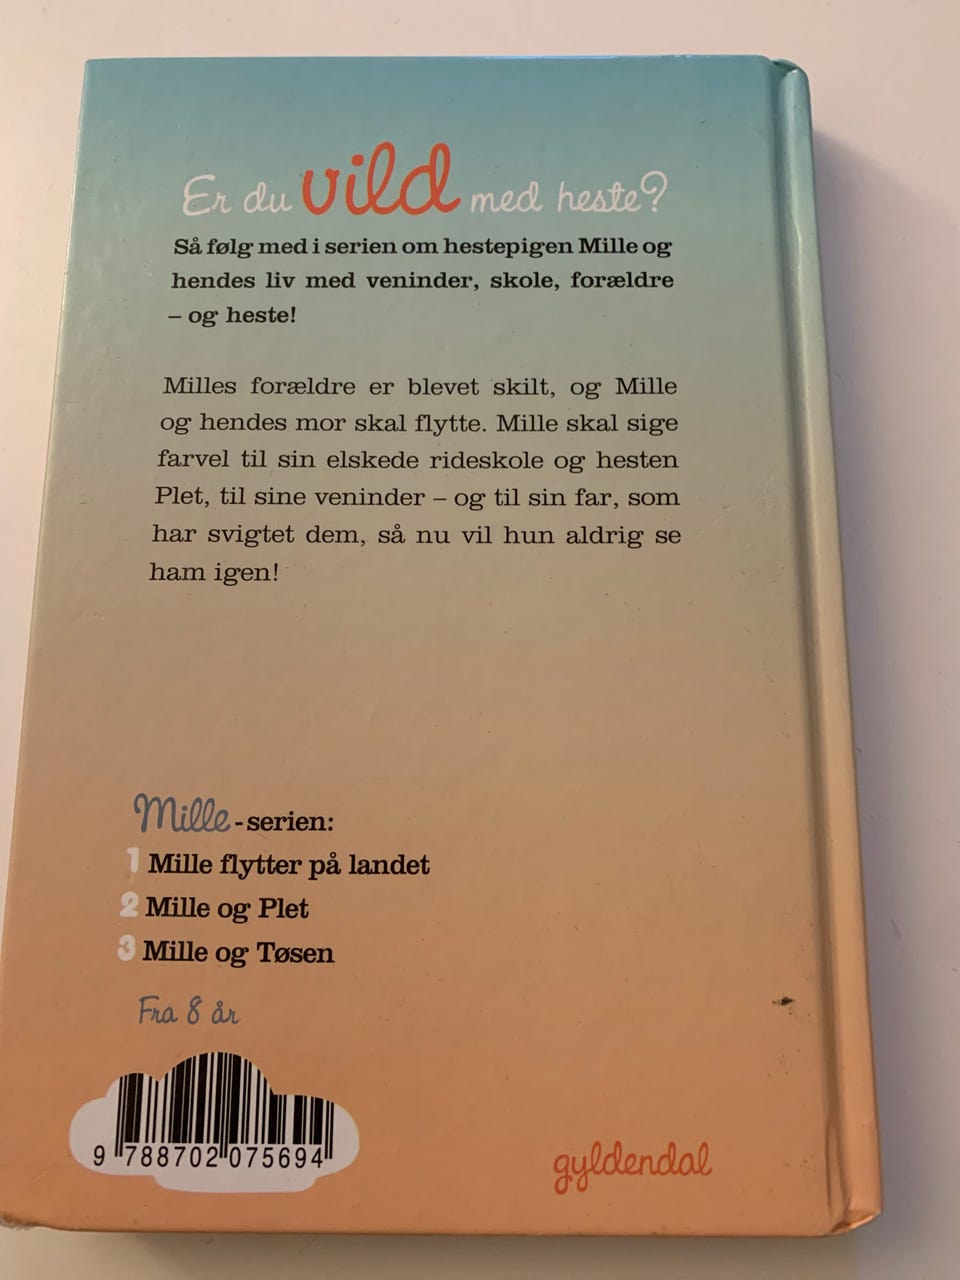 Er du vild med heste?
Så følg med i serien om hestepigen Mille og
hendes liv med veninder, skole, forældre
– og heste!
Milles forældre er blevet skilt, og Mille
og hendes mor skal flytte. Mille skal sige
farvel til sin elskede rideskole og hesten
Plet, til sine veninder – og til sin far, som
har svigtet dem, så nu vil hun aldrig se
ham igen!
Mille-serien:
1 Mille flytter på landet
2 Mille og Plet
3 Mille og Tøsen
Fra 8 år
9 788702 075694
gyldendal